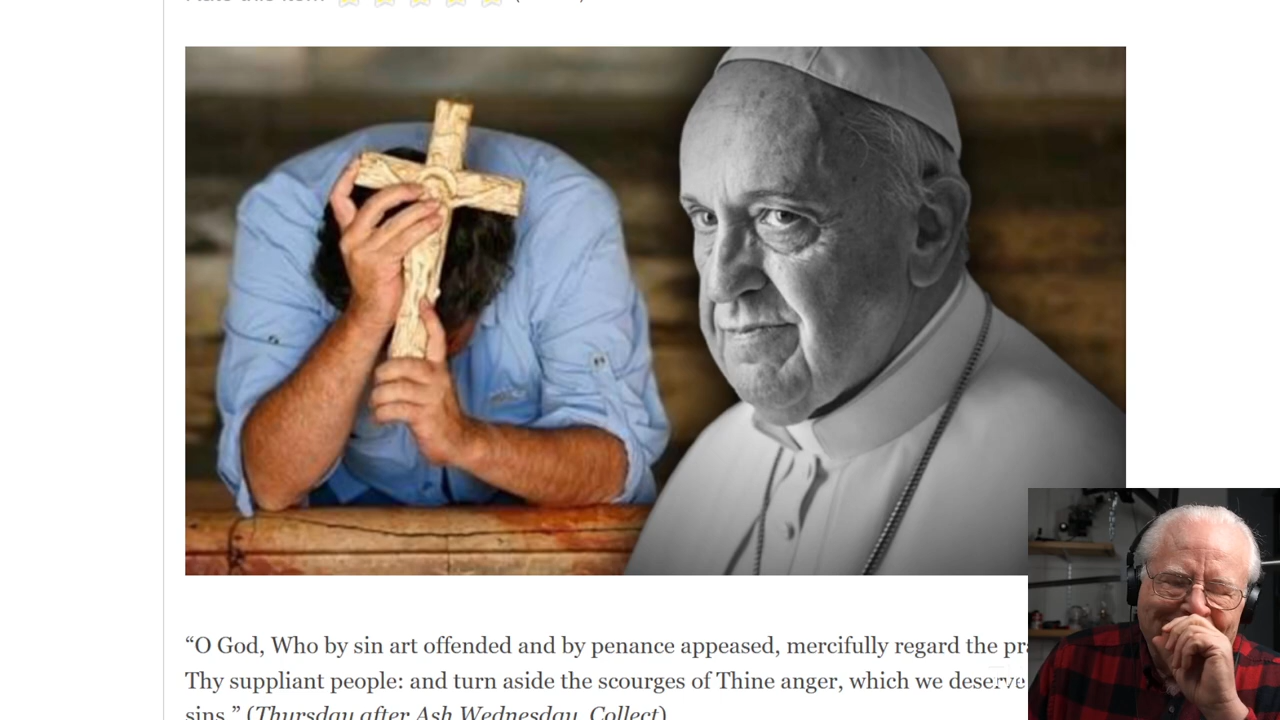 “O God, Who by sin art offended and by penance appeased, mercifully regard the
Thy suppliant people: and turn aside the scourges of Thine anger, which we deserve
sins.” (Thursday after Ash Wednesday, Collect)